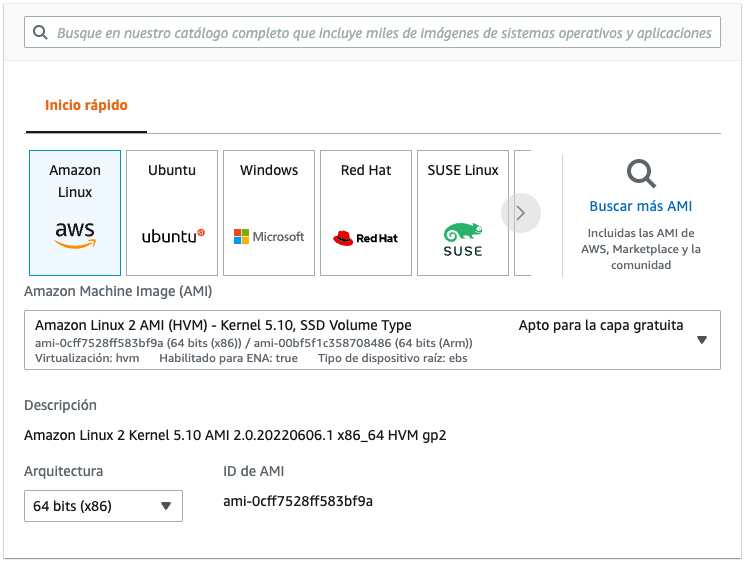 Busque en nuestro catálogo completo que incluye miles de imágenes de sistemas operativos y aplicaciones
Inicio rápido
Amazon
Linux
aws
Ubuntu
ubuntu
Windows
Microsoft
Red Hat
Red Hat
SUSE Linux
SUSE
Buscar más AMI
Incluidas las AMI de
AWS, Marketplace y la
comunidad
Amazon Machine Image (AMI)
Amazon Linux 2 AMI (HVM) - Kernel 5.10, SSD Volume Type Apto para la capa gratuita
ami-0cff7528ff583bf9a (64 bits (x86)) / ami-00bf5f1c358708486 (64 bits (Arm))
Virtualización: hvm Habilitado para ENA: true Tipo de dispositivo raíz: ebs
Descripción
Amazon Linux 2 Kernel 5.10 AMI 2.0.20220606.1 x86_64 HVM gp2
Arquitectura
64 bits (x86)
ID de AMI
ami-0cff7528ff583bf9a